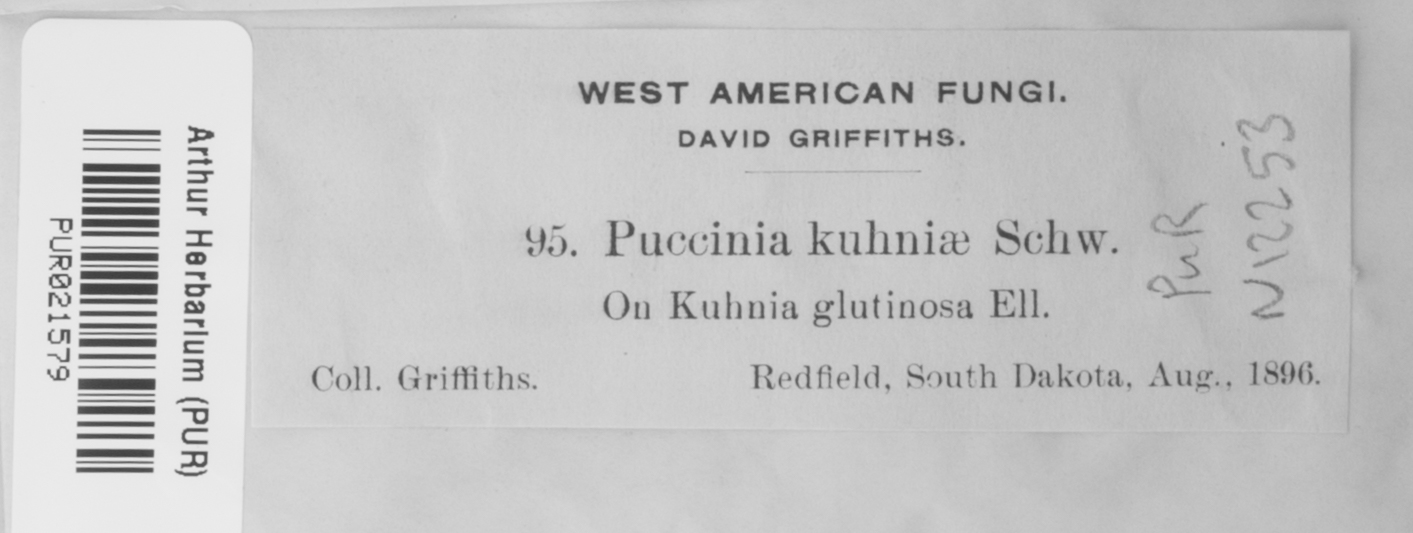 WEST AMERICAN FUNGI.
DAVID GRIFFITHS.
95. Puccinia kuhniæ Schw.
On Kuhnia glutinosa Ell.
Coll. Griffiths. Redfield, South Dakota, Aug., 1896.
PUR
N12253
Arthur Herbarium (PUR)
PUR0021579